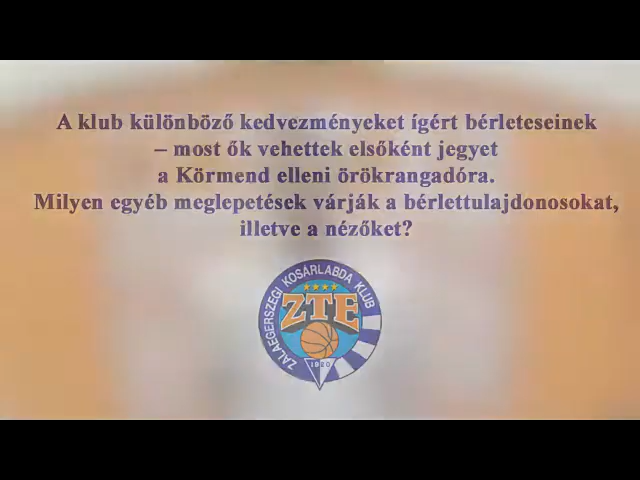 A klub különböző kedvezményeket ígért bérleteseinek
– most ők vehettek elsőként jegyet
a Körmend elleni örökrangadóra.
Milyen egyéb meglepetések várják a bérlettulajdonosokat,
illetve a nézőket?
ZALAEGERSZEGI KOSÁRLABDA KLUB
ZTE
1920